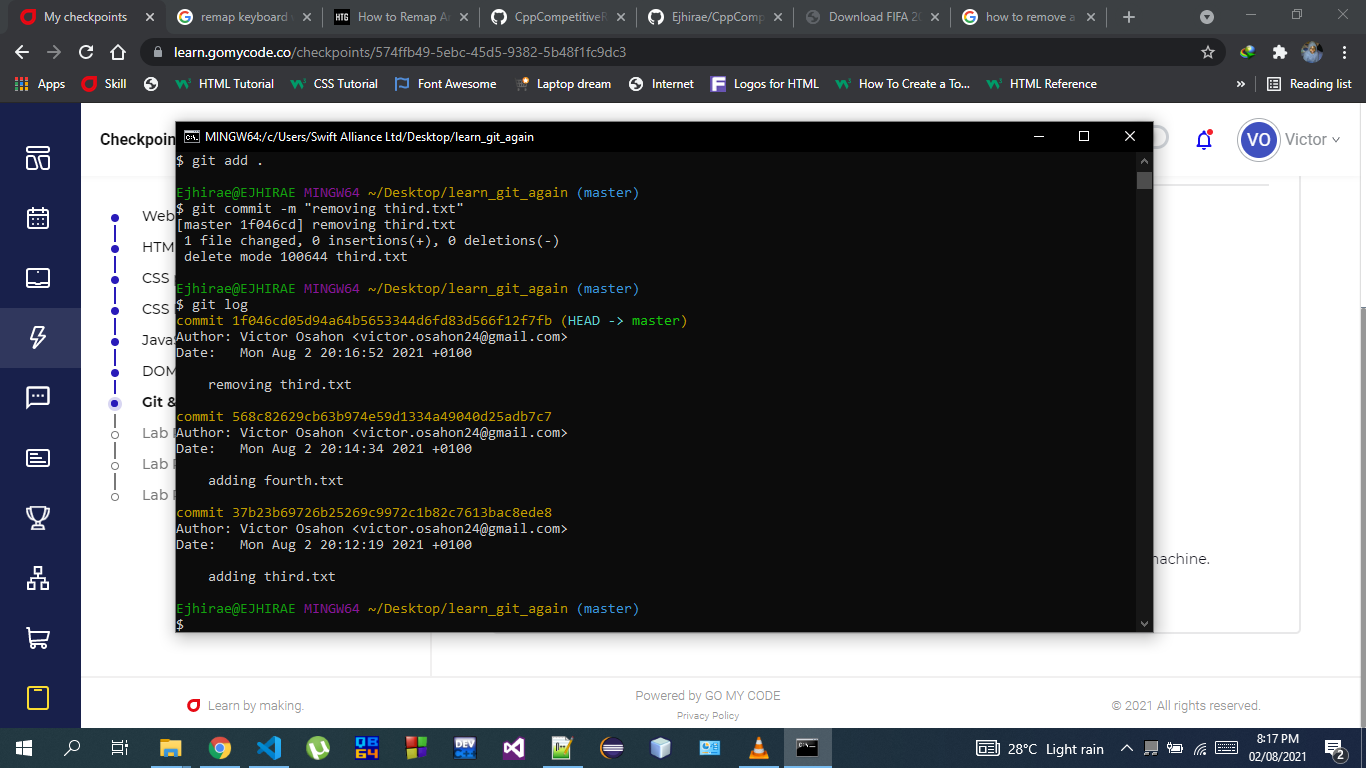 My checkpoints
remap keyboard
How to Remap
CppCompetitive
Ejhirae/CppComp
Download FIFA 20
how to remove a
learn.gomycode.co/checkpoints/574ffb49-5ebc-45d5-9382-5b48f1fc9dc3
Apps
Skill
HTML Tutorial
CSS Tutorial
Font Awesome
Laptop dream
Internet
Logos for HTML
How To Create a To...
HTML Reference
»
Reading list
Checkpoin
VO
Victor
Web
HTM
CSS
CSS
Javas
DOM
Git &
Lab
Lab
Lab
MINGW64:/c/Users/Swift Alliance Ltd/Desktop/learn_git_again
$ git add .
Ejhirae@EJHIRAE MINGW64 ~/Desktop/learn_git_again (master)
$ git commit -m "removing third.txt"
[master 1f046cd] removing third.txt
1 file changed, 0 insertions(+), 0 deletions(-)
delete mode 100644 third.txt
Ejhirae@EJHIRAE MINGW64 ~/Desktop/learn_git_again (master)
$ git log
commit 1f046cd05d94a64b5653344d6fd83d566f12f7fb (HEAD -> master)
Author: Victor Osahon <victor.osahon24@gmail.com>
Date: Mon Aug 2 20:16:52 2021 +0100
removing third.txt
commit 568c82629cb63b974e59d1334a49040d25adb7c7
Author: Victor Osahon <victor.osahon24@gmail.com>
Date: Mon Aug 2 20:14:34 2021 +0100
adding fourth.txt
commit 37b23b69726b25269c9972c1b82c7613bac8ede8
Author: Victor Osahon <victor.osahon24@gmail.com>
Date: Mon Aug 2 20:12:19 2021 +0100
adding third.txt
Ejhirae@EJHIRAE MINGW64 ~/Desktop/learn_git_again (master)
$
machine.
Learn by making.
Powered by GO MY CODE
Privacy Policy
© 2021 All rights reserved.
28°C Light rain
8:17 PM
02/08/2021
2